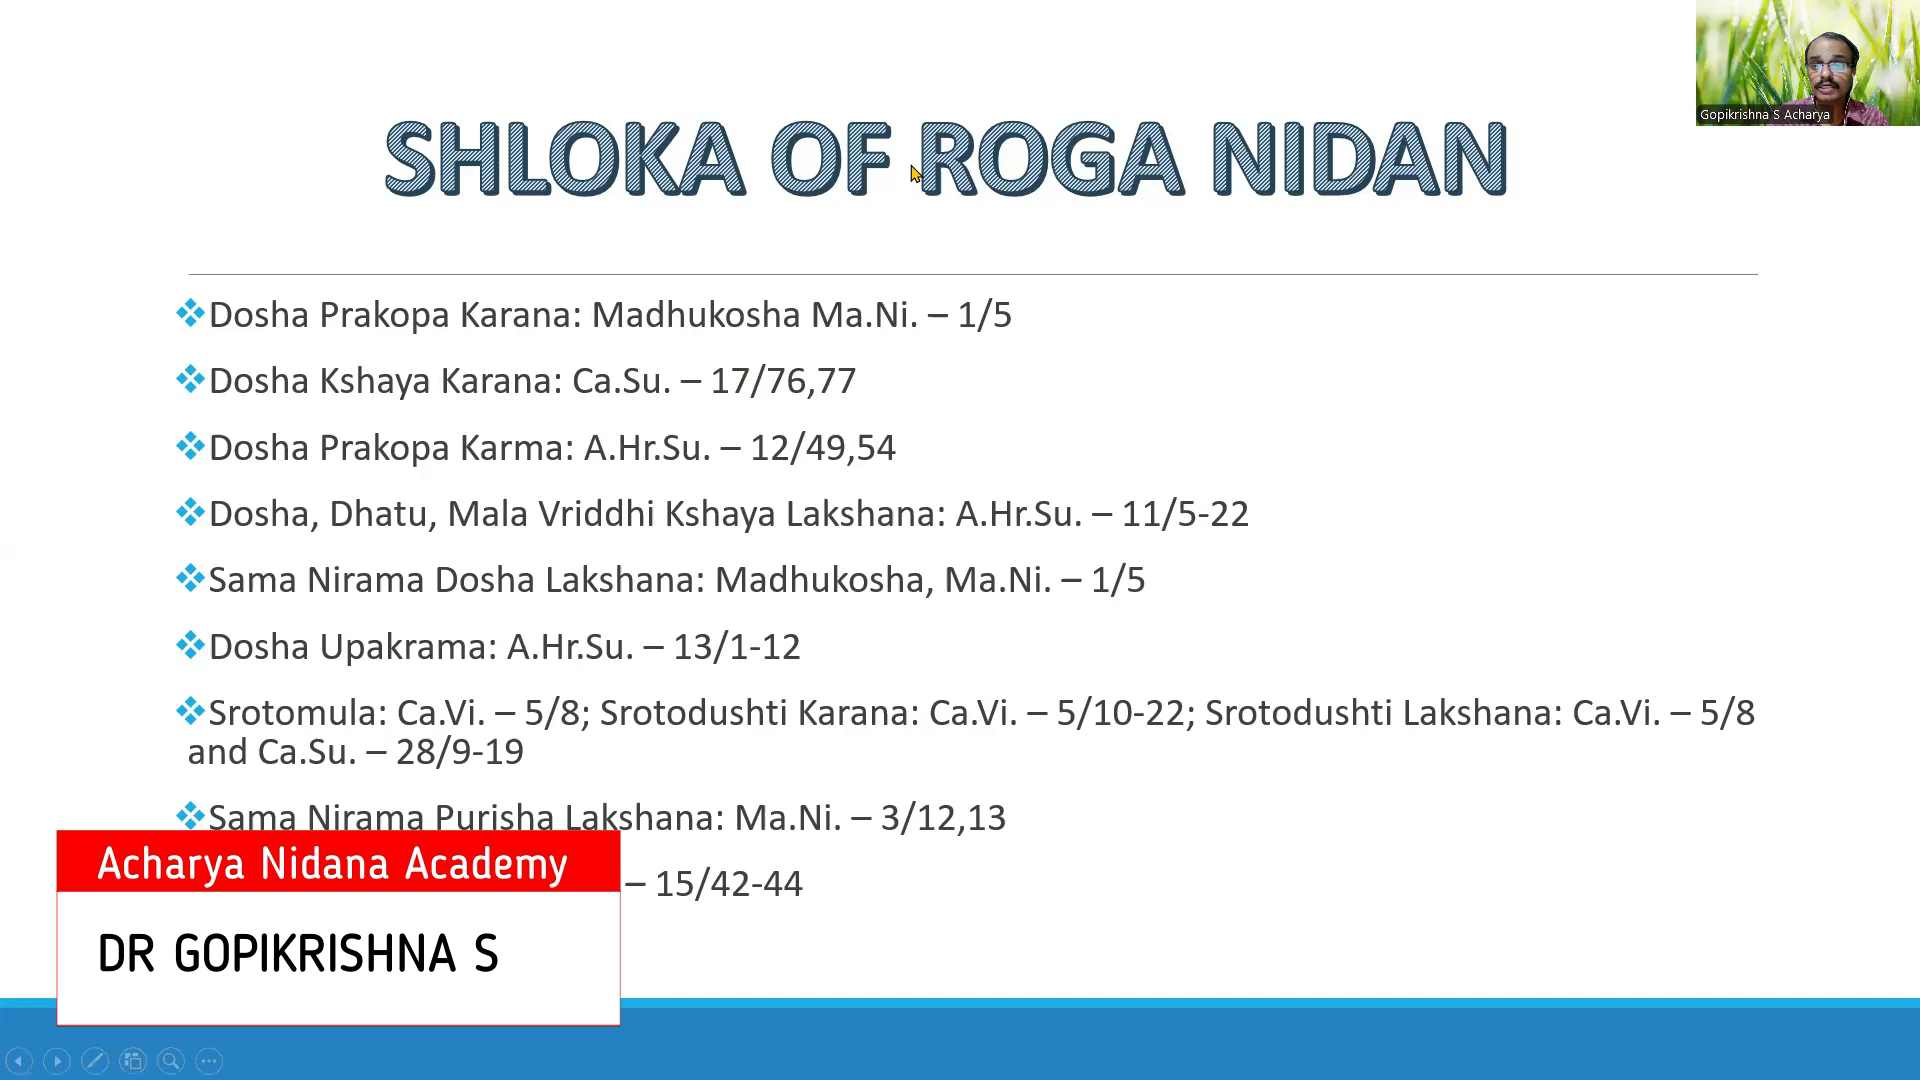 Gopikrishna S Acharya
SHLOKA OF ROGA NIDAN
Dosha Prakopa Karana: Madhukosha Ma.Ni. – 1/5
Dosha Kshaya Karana: Ca.Su. – 17/76,77
Dosha Prakopa Karma: A.Hr.Su. – 12/49,54
Dosha, Dhatu, Mala Vriddhi Kshaya Lakshana: A.Hr.Su. – 11/5-22
Sama Nirama Dosha Lakshana: Madhukosha, Ma.Ni. – 1/5
Dosha Upakrama: A.Hr.Su. – 13/1-12
Srotomula: Ca.Vi. – 5/8; Srotodushti Karana: Ca.Vi. – 5/10-22; Srotodushti Lakshana: Ca.Vi. – 5/8
and Ca.Su. – 28/9-19
Sama Nirama Purisha Lakshana: Ma.Ni. – 3/12,13
– 15/42-44
Acharya Nidana Academy
DR GOPIKRISHNA S